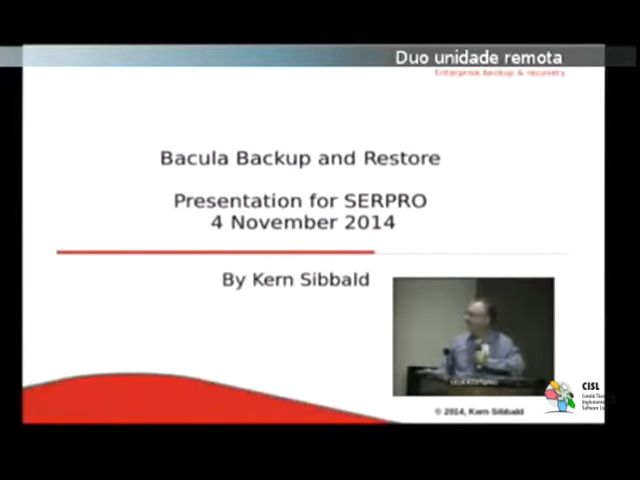 Duo unidade remota
Enterprise backup & recovery
Bacula Backup and Restore
Presentation for SERPRO
4 November 2014
By Kern Sibbald
© 2014, Kern Sibbald
CISL